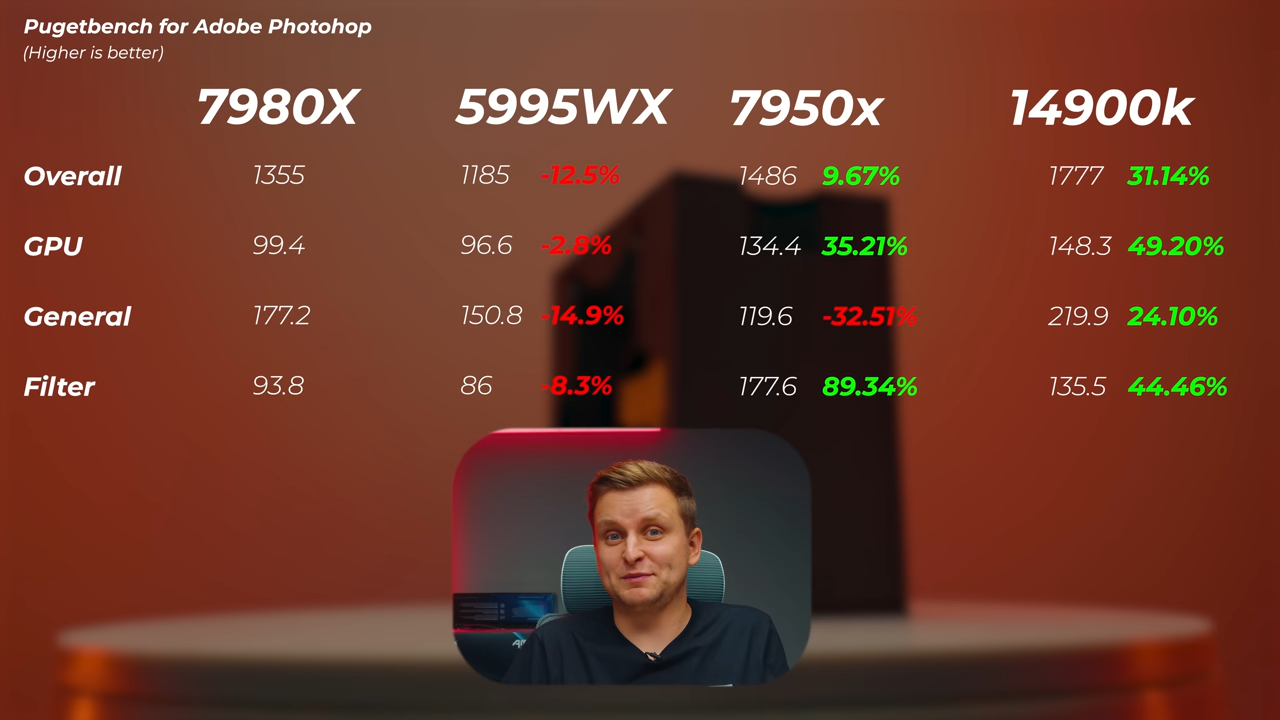 Pugetbench for Adobe Photohop
(Higher is better)
7980X 5995WX 7950x 14900k
Overall 1355 1185 -12.5% 1486 9.67% 1777 31.14%
GPU 99.4 96.6 -2.8% 134.4 35.21% 148.3 49.20%
General 177.2 150.8 -14.9% 119.6 -32.51% 219.9 24.10%
Filter 93.8 86 -8.3% 177.6 89.34% 135.5 44.46%